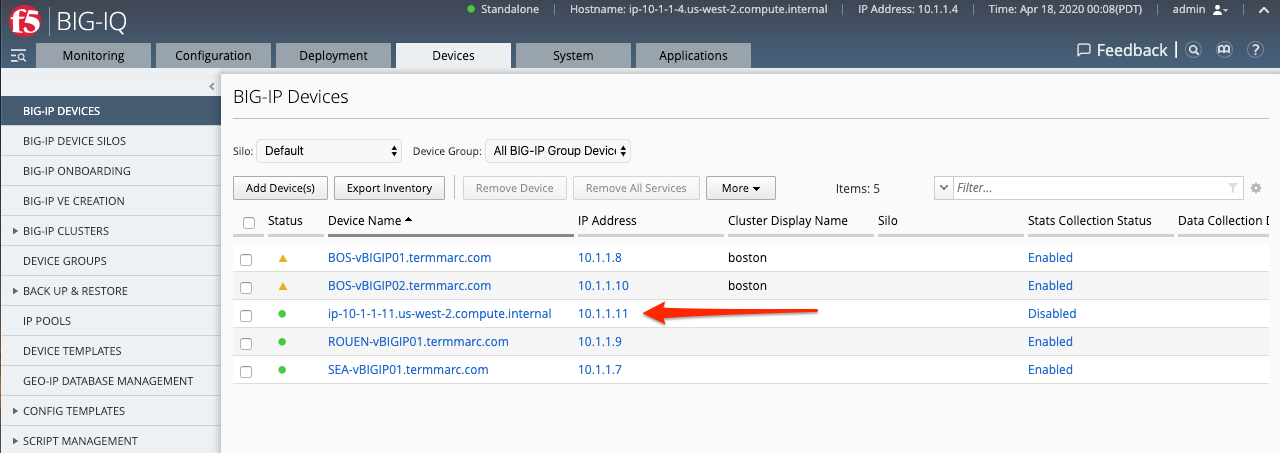 Standalone Hostname: ip-10-1-1-4.us-west-2.compute.internal IP Address: 10.1.1.4 Time: Apr 18, 2020 00:08(PDT) admin
f5 BIG-IQ
Monitoring Configuration Deployment Devices System Applications Feedback ?
BIG-IP DEVICES
BIG-IP DEVICE SILOS
BIG-IP ONBOARDING
BIG-IP VE CREATION
BIG-IP CLUSTERS
DEVICE GROUPS
BACK UP & RESTORE
IP POOLS
DEVICE TEMPLATES
GEO-IP DATABASE MANAGEMENT
CONFIG TEMPLATES
SCRIPT MANAGEMENT
BIG-IP Devices
Silo: Default Device Group: All BIG-IP Group Device
Add Device(s) Export Inventory Remove Device Remove All Services More Items: 5 Filter...
Status Device Name IP Address Cluster Display Name Silo Stats Collection Status Data Collection D
BOS-vBIGIP01.termmarc.com 10.1.1.8 boston Enabled
BOS-vBIGIP02.termmarc.com 10.1.1.10 boston Enabled
ip-10-1-1-11.us-west-2.compute.internal 10.1.1.11 Disabled
ROUEN-vBIGIP01.termmarc.com 10.1.1.9 Enabled
SEA-vBIGIP01.termmarc.com 10.1.1.7 Enabled